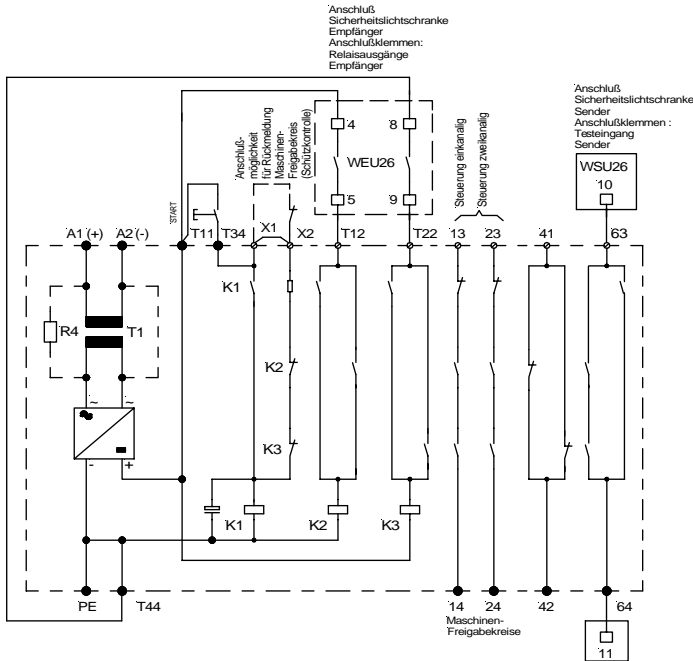 Anschluß
Sicherheitslichtschranke
Empfänger
Anschlußklemmen:
Relaisausgänge
Empfänger
Anschluß
Sicherheitslichtschranke
Sender
Anschlußklemmen :
Testeingang
Sender
WSU26
10
4
8
WEU26
5
9
Anschluß-
möglichkeit
für Rückmeldung
Maschinen-
Freigabekreis
(Schützkontrolle)
Steuerung einkanalig
Steuerung zweikanalig
START
A1 (+)
A2 (-)
T11
T34
X1
X2
T12
T22
13
23
41
63
K1
R4
T1
K2
~
~
K3
-
+
K1
K2
K3
PE
T44
14
24
42
64
Maschinen-
Freigabekreise
11